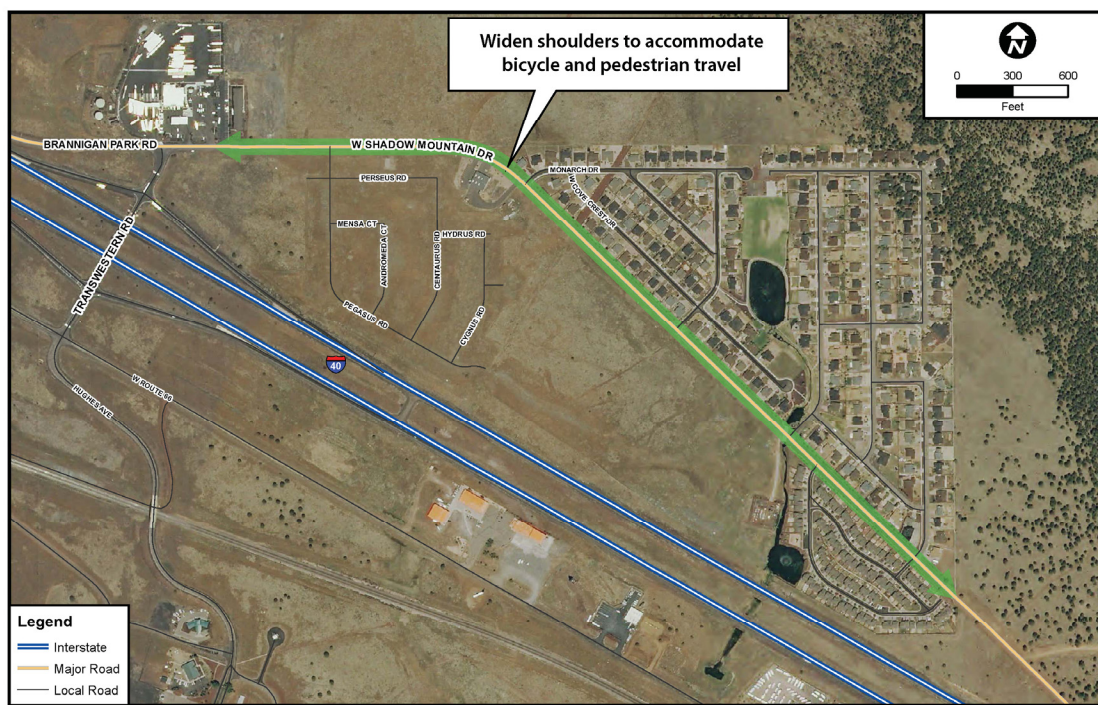 Widen shoulders to accommodate
bicycle and pedestrian travel
N
0 300 600
Feet
BRANNIGAN PARK RD
W SHADOW MOUNTAIN DR
MONARCH DR
W COVE CREST DR
PERSEUS RD
MENSA CT
ANDROMEDA CT
CENTAURUS RD
HYDRUS RD
PEGASUS RD
CYGNUS RD
TRANSWESTERN RD
40
W ROUTE 66
HUGHES AVE
Legend
Interstate
Major Road
Local Road